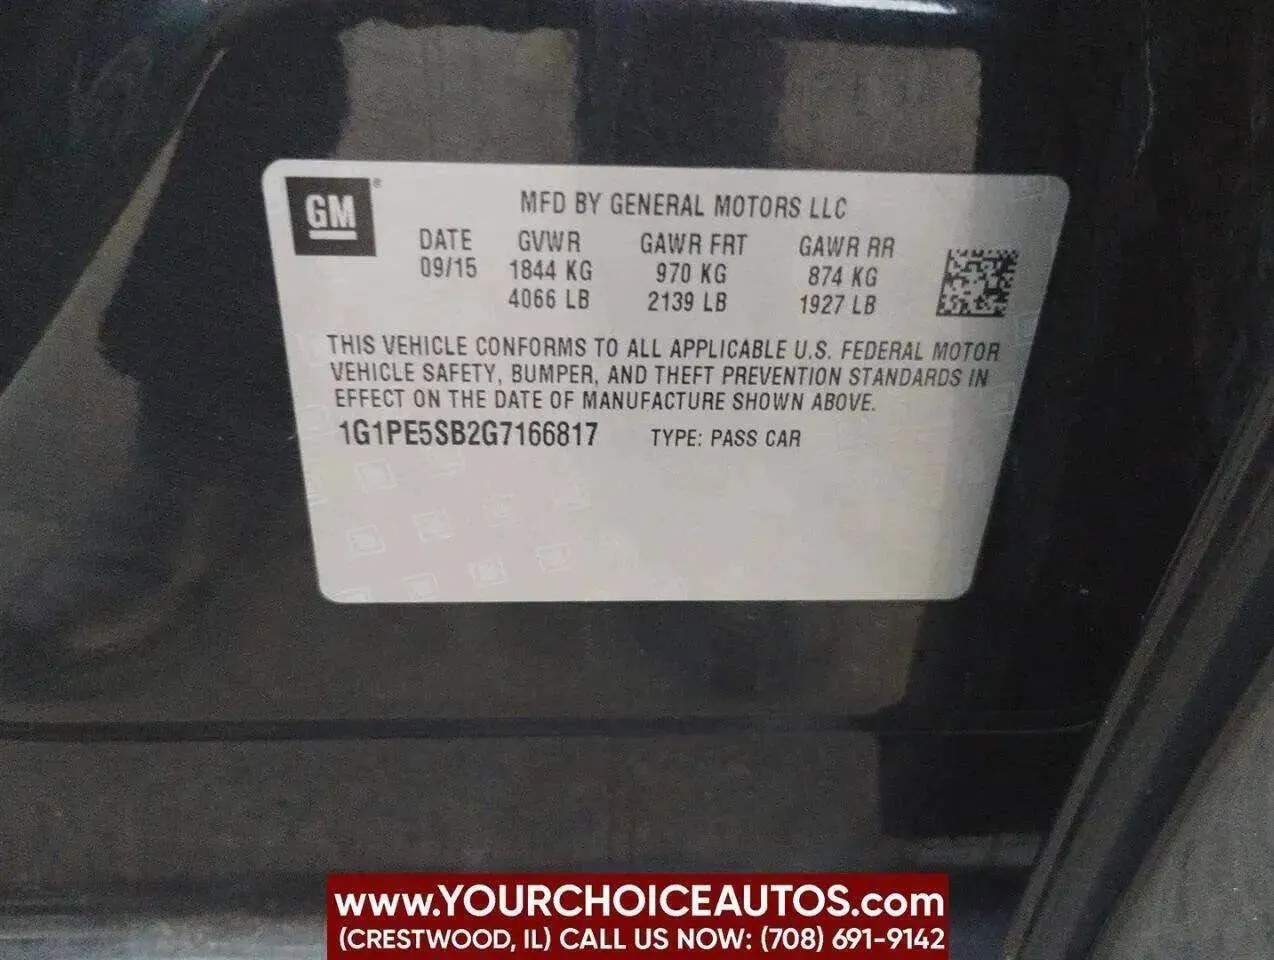 GM®
MFD BY GENERAL MOTORS LLC
DATE GVWR GAWR FRT GAWR RR
09/15 1844 KG 970 KG 874 KG
4066 LB 2139 LB 1927 LB
THIS VEHICLE CONFORMS TO ALL APPLICABLE U.S. FEDERAL MOTOR
VEHICLE SAFETY, BUMPER, AND THEFT PREVENTION STANDARDS IN
EFFECT ON THE DATE OF MANUFACTURE SHOWN ABOVE.
1G1PE5SB2G7166817 TYPE: PASS CAR
www.YOURCHOICEAUTOS.com
(CRESTWOOD, IL) CALL US NOW: (708) 691-9142